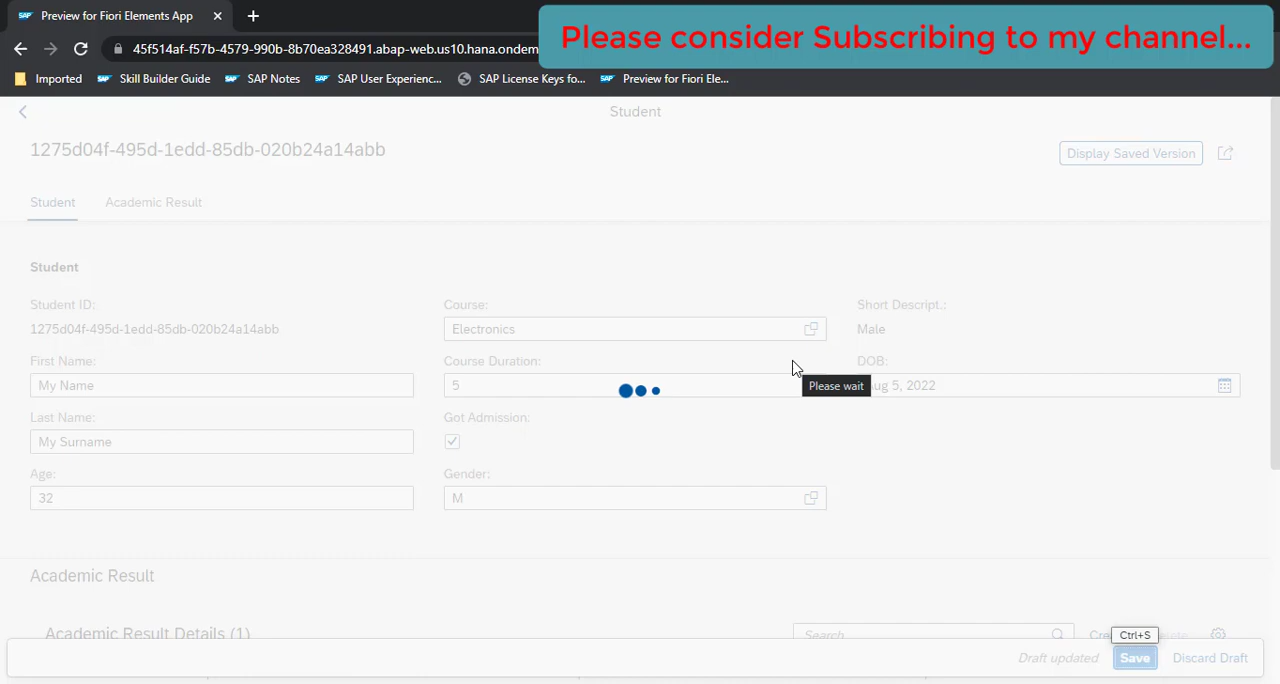 SAP Preview for Fiori Elements App
Please consider Subscribing to my channel...
45f514af-f57b-4579-990b-8b70ea328491.abap-web.us10.hana.ondem
Imported SAP Skill Builder Guide SAP SAP Notes SAP SAP User Experienc... SAP License Keys fo... SAP Preview for Fiori Ele...
Student
1275d04f-495d-1edd-85db-020b24a14abb
Display Saved Version
Student Academic Result
Student
Student ID: Course: Short Descript.:
1275d04f-495d-1edd-85db-020b24a14abb Electronics Male
First Name: Course Duration: DOB:
My Name 5 Please wait ug 5, 2022
Last Name: Got Admission:
My Surname
Age: Gender:
32 M
Academic Result
Academic Result Details (1) Search Ctrl+S
Draft updated Save Discard Draft